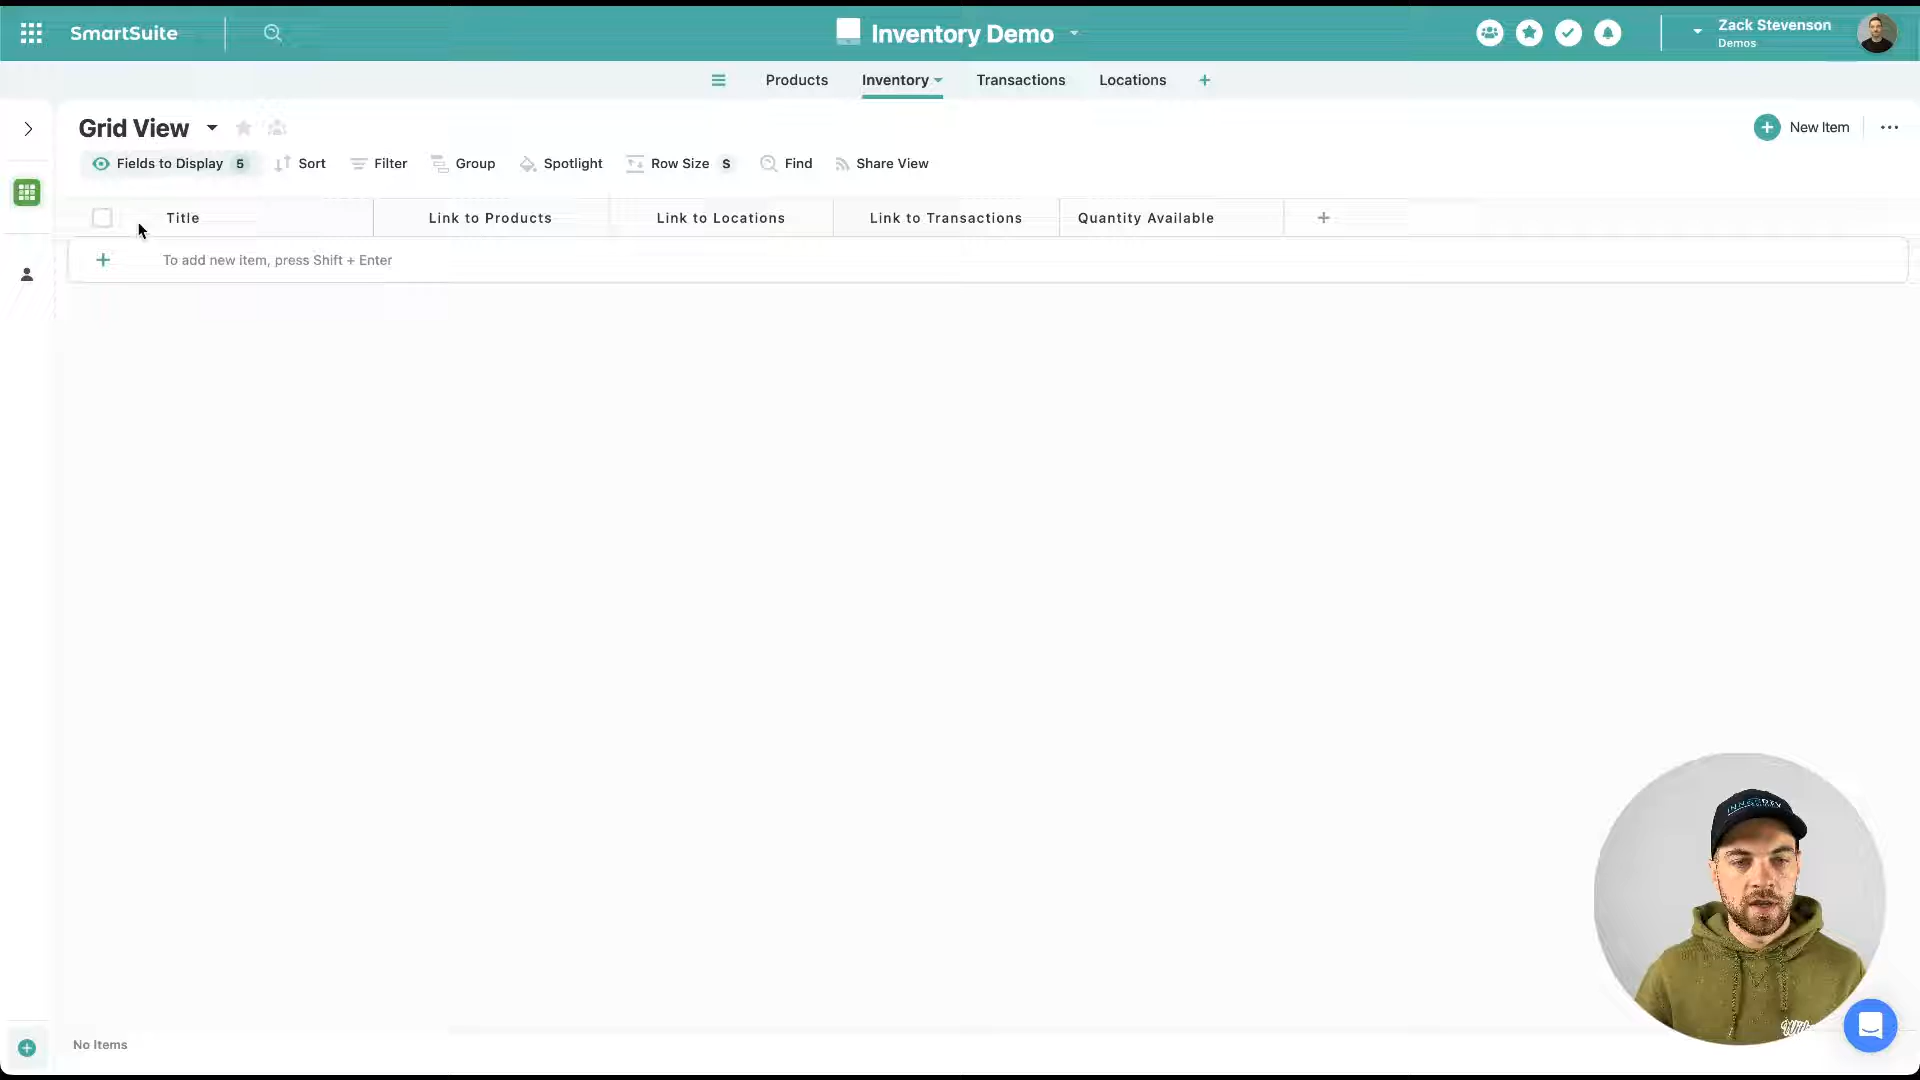 SmartSuite
Inventory Demo
Zack Stevenson
Demos
Products
Inventory
Transactions
Locations
Grid View
New Item
Fields to Display 5
Sort
Filter
Group
Spotlight
Row Size S
Find
Share View
Title
Link to Products
Link to Locations
Link to Transactions
Quantity Available
To add new item, press Shift + Enter
No Items